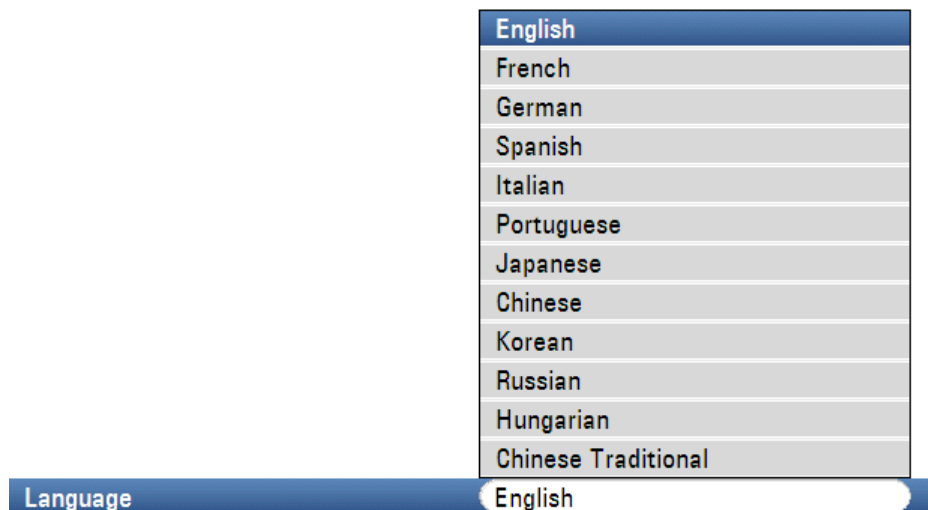 English
French
German
Spanish
Italian
Portuguese
Japanese
Chinese
Korean
Russian
Hungarian
Chinese Traditional
Language English